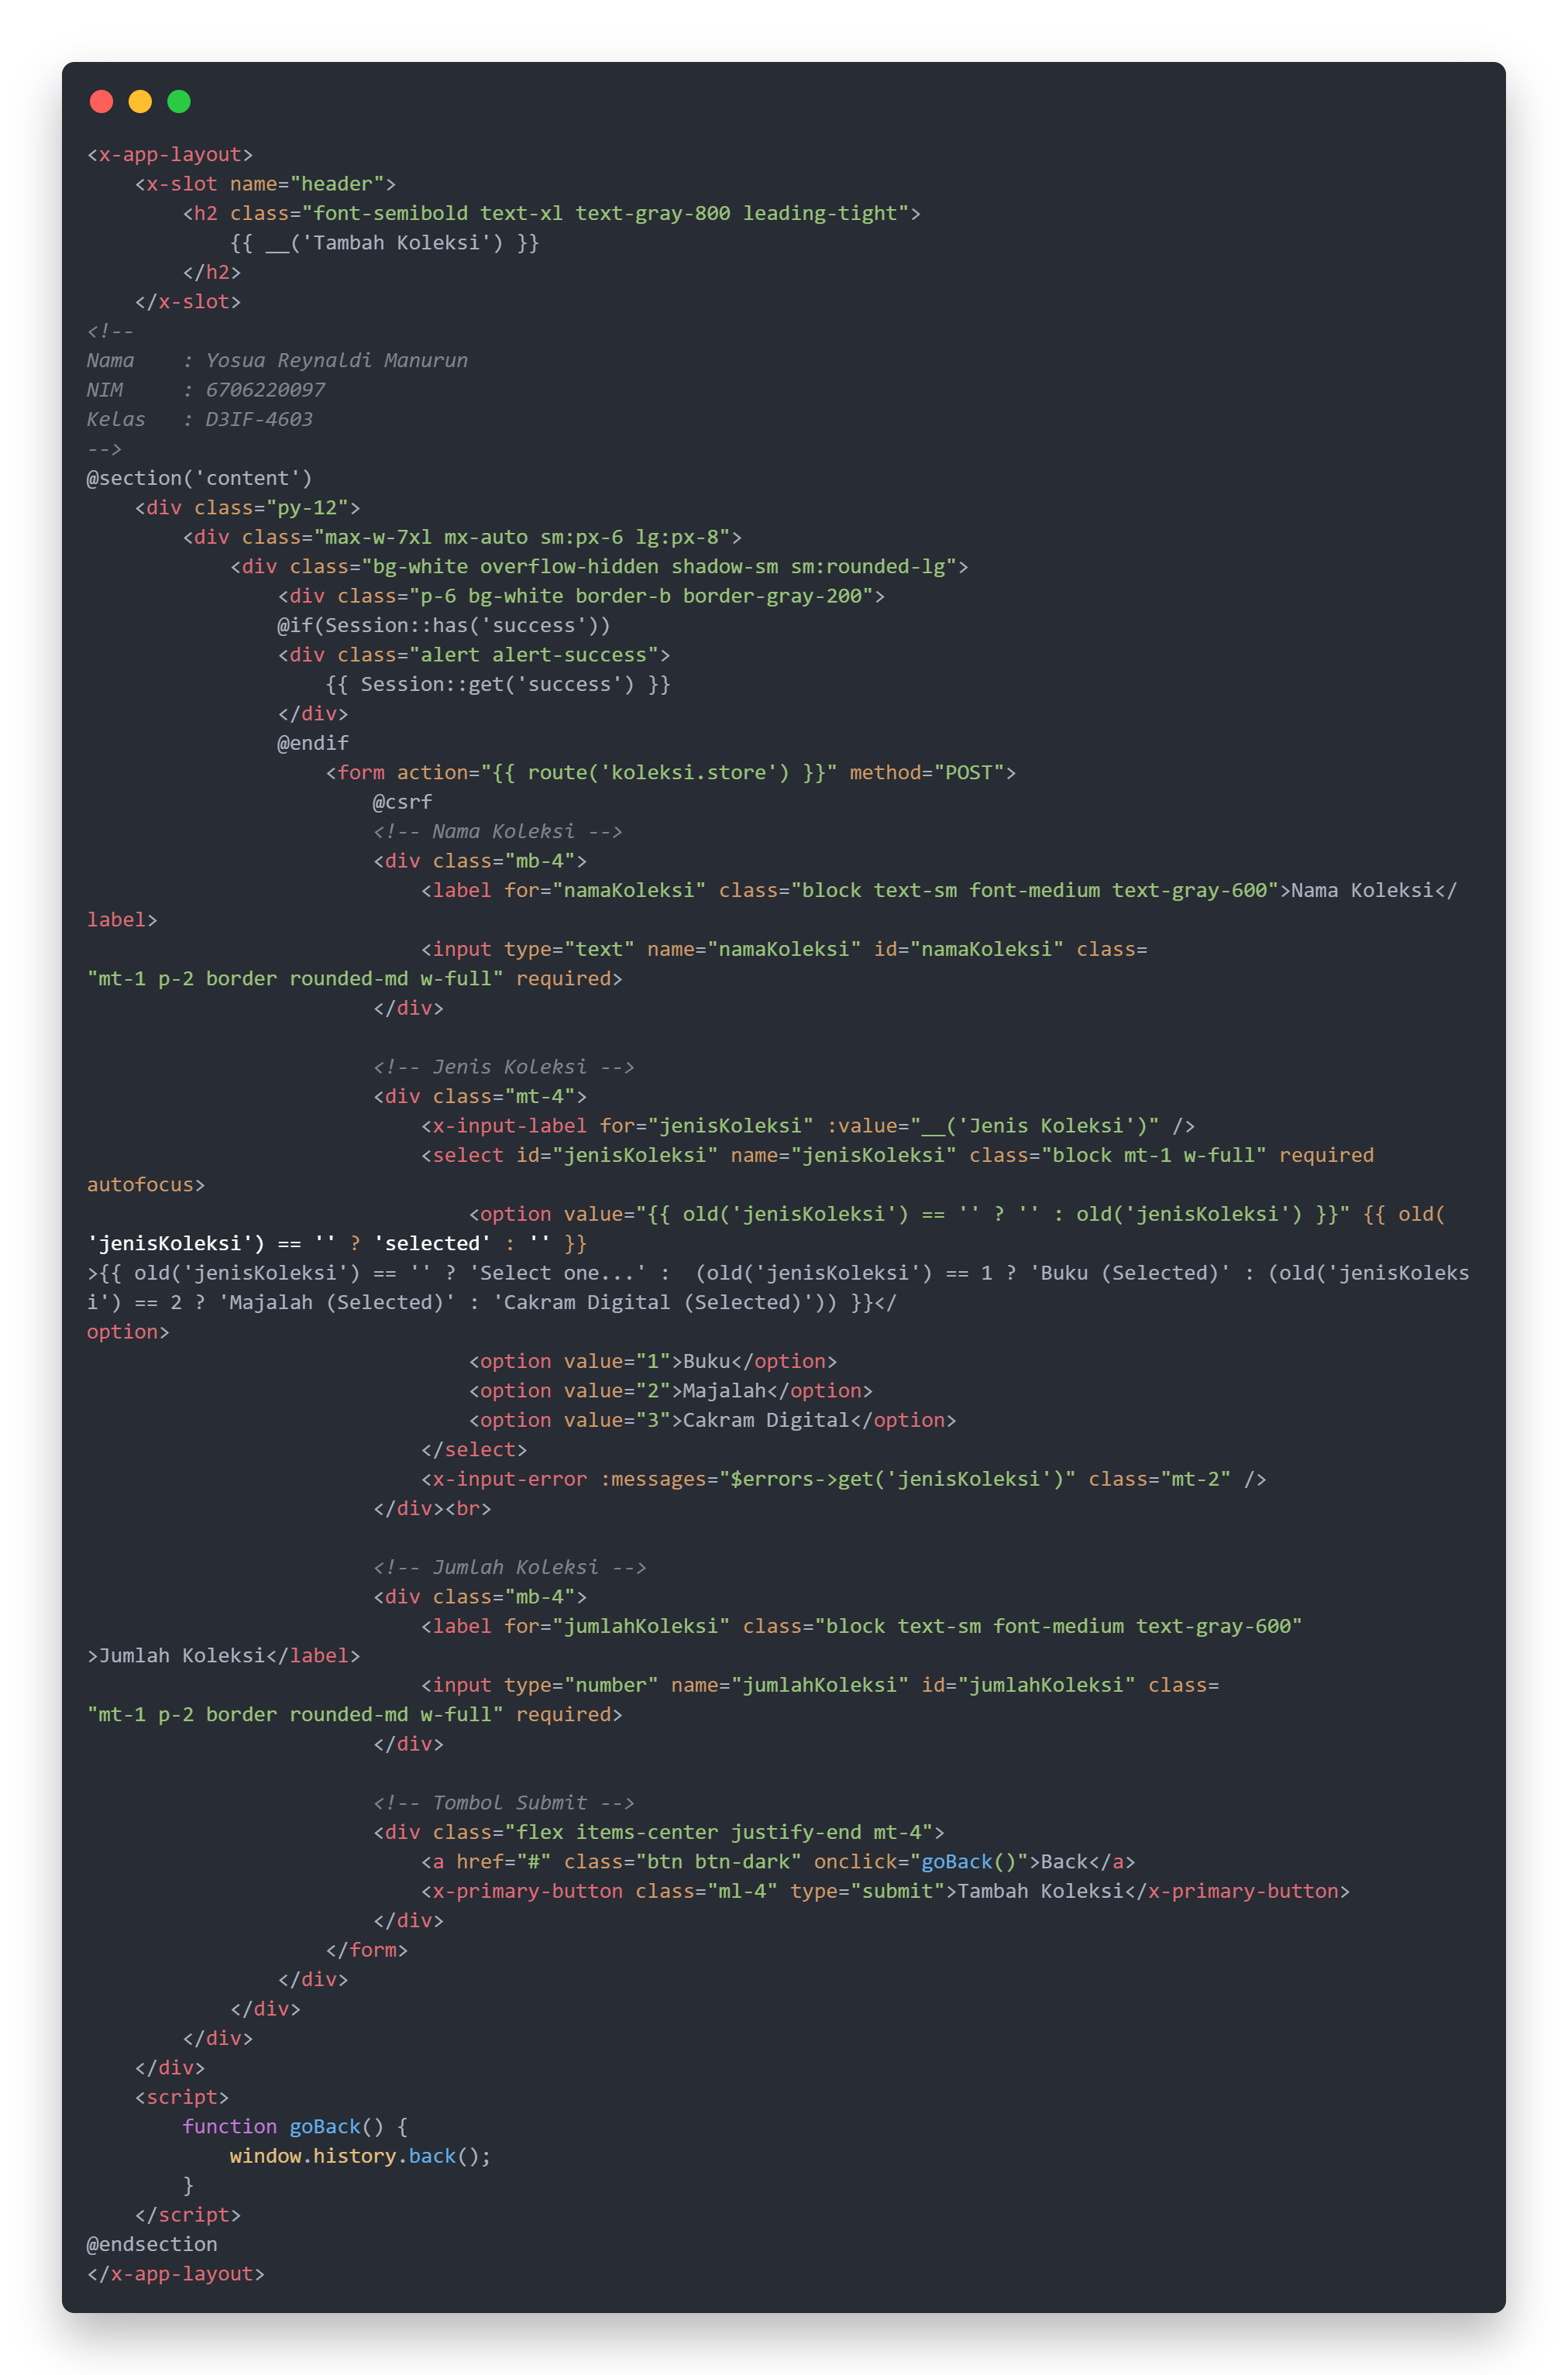 <x-app-layout>
    <x-slot name="header">
        <h2 class="font-semibold text-xl text-gray-800 leading-tight">
            {{ __('Tambah Koleksi') }}
        </h2>
    </x-slot>
<!--
Nama    : Yosua Reynaldi Manurun
NIM     : 6706220097
Kelas   : D3IF-4603
-->
@section('content')
    <div class="py-12">
        <div class="max-w-7xl mx-auto sm:px-6 lg:px-8">
            <div class="bg-white overflow-hidden shadow-sm sm:rounded-lg">
                <div class="p-6 bg-white border-b border-gray-200">
                @if(Session::has('success'))
                <div class="alert alert-success">
                    {{ Session::get('success') }}
                </div>
                @endif
                    <form action="{{ route('koleksi.store') }}" method="POST">
                        @csrf
                        <!-- Nama Koleksi -->
                        <div class="mb-4">
                            <label for="namaKoleksi" class="block text-sm font-medium text-gray-600">Nama Koleksi</
label>
                            <input type="text" name="namaKoleksi" id="namaKoleksi" class=
"mt-1 p-2 border rounded-md w-full" required>
                        </div>

                        <!-- Jenis Koleksi -->
                        <div class="mt-4">
                            <x-input-label for="jenisKoleksi" :value="__('Jenis Koleksi')" />
                            <select id="jenisKoleksi" name="jenisKoleksi" class="block mt-1 w-full" required
autofocus>
                                <option value="{{ old('jenisKoleksi') == '' ? '' : old('jenisKoleksi') }}" {{ old(
'jenisKoleksi') == '' ? 'selected' : '' }}
>{{ old('jenisKoleksi') == '' ? 'Select one...' :  (old('jenisKoleksi') == 1 ? 'Buku (Selected)' : (old('jenisKoleks
i') == 2 ? 'Majalah (Selected)' : 'Cakram Digital (Selected)')) }}</
option>
                                <option value="1">Buku</option>
                                <option value="2">Majalah</option>
                                <option value="3">Cakram Digital</option>
                            </select>
                            <x-input-error :messages="$errors->get('jenisKoleksi')" class="mt-2" />
                        </div><br>

                        <!-- Jumlah Koleksi -->
                        <div class="mb-4">
                            <label for="jumlahKoleksi" class="block text-sm font-medium text-gray-600"
>Jumlah Koleksi</label>
                            <input type="number" name="jumlahKoleksi" id="jumlahKoleksi" class=
"mt-1 p-2 border rounded-md w-full" required>
                        </div>

                        <!-- Tombol Submit -->
                        <div class="flex items-center justify-end mt-4">
                            <a href="#" class="btn btn-dark" onclick="goBack()">Back</a>
                            <x-primary-button class="ml-4" type="submit">Tambah Koleksi</x-primary-button>
                        </div>
                    </form>
                </div>
            </div>
        </div>
    </div>
    <script>
        function goBack() {
            window.history.back();
        }
    </script>
@endsection
</x-app-layout>